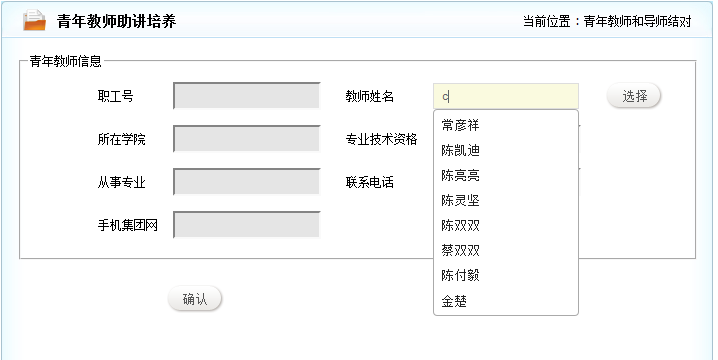 青年教师助讲培养 当前位置：青年教师和导师结对
青年教师信息
职工号 教师姓名 c 选择
所在学院 专业技术资格
从事专业 联系电话
手机集团网
常彦祥
陈凯迪
陈亮亮
陈灵坚
陈双双
蔡双双
陈付毅
金楚
确认